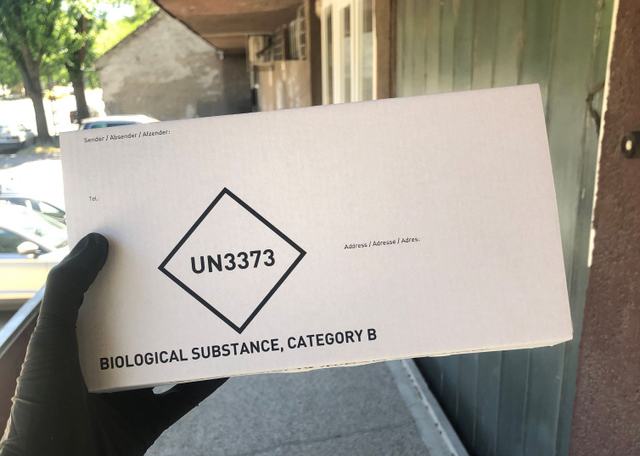 Sender / Absender / Afzender:
Tel.
UN3373
Address / Adresse / Adres:
BIOLOGICAL SUBSTANCE, CATEGORY B